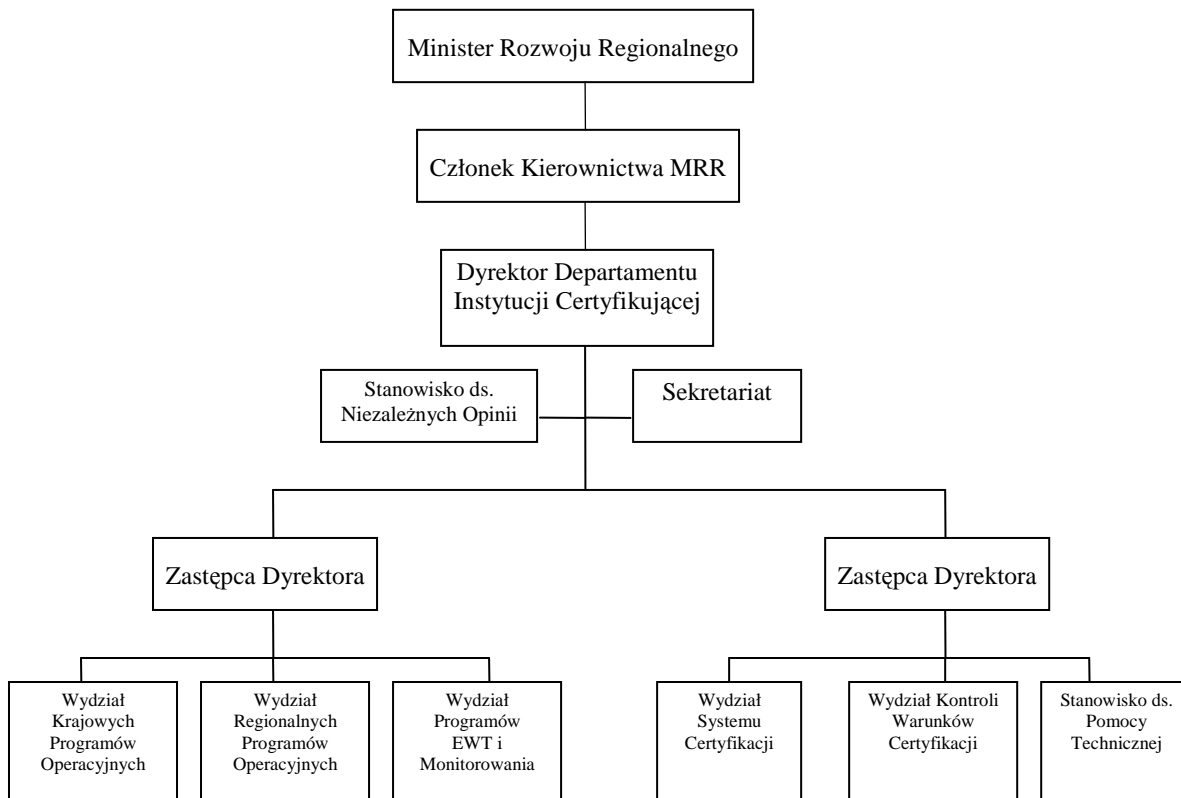 Minister Rozwoju Regionalnego
Członek Kierownictwa MRR
Dyrektor Departamentu
Instytucji Certyfikującej
Stanowisko ds.
Niezależnych Opinii
Sekretariat
Zastępca Dyrektora
Zastępca Dyrektora
Wydział
Krajowych
Programów
Operacyjnych
Wydział
Regionalnych
Programów
Operacyjnych
Wydział
Programów
EWT i
Monitorowania
Wydział
Systemu
Certyfikacji
Wydział Kontroli
Warunków
Certyfikacji
Stanowisko ds.
Pomocy
Technicznej